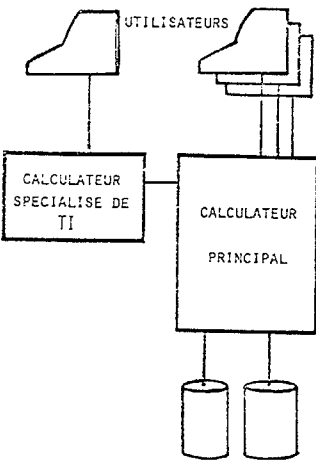 UTILISATEURS
CALCULATEUR
SPECIALISE DE
TI
CALCULATEUR
PRINCIPAL